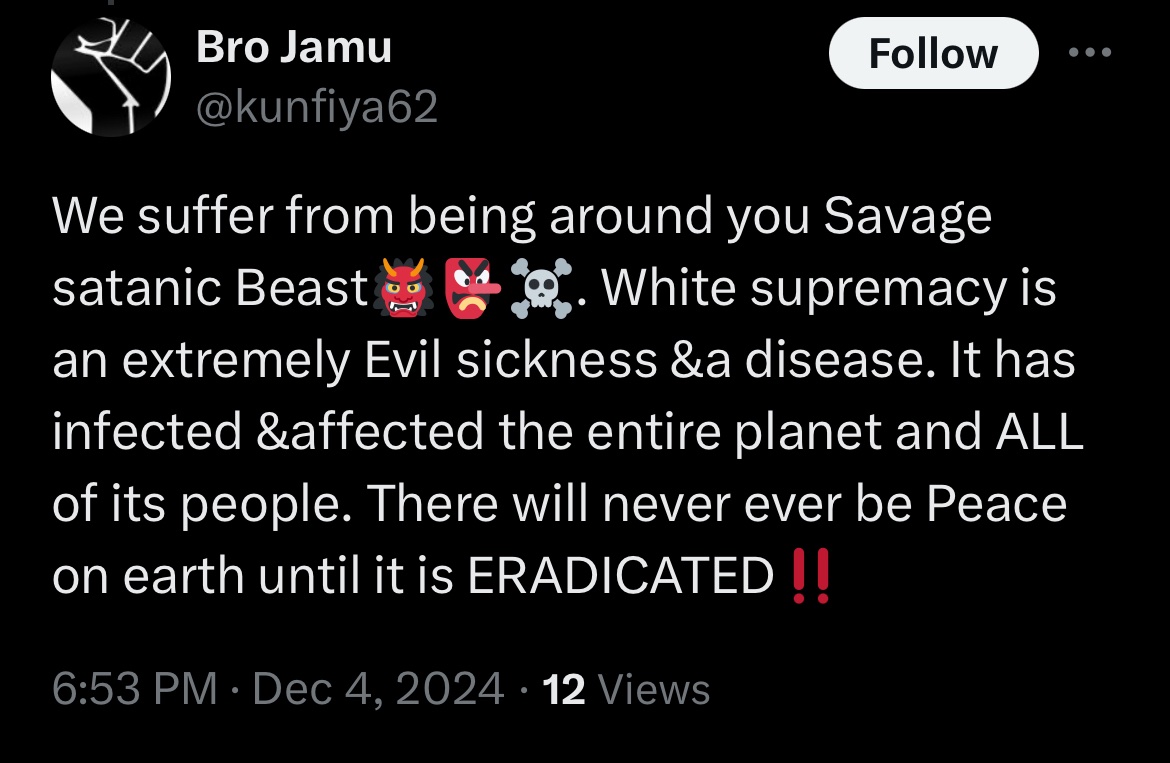 Bro Jamu
@kunfiya62
Follow
We suffer from being around you Savage
satanic Beast👹👺☠️. White supremacy is
an extremely Evil sickness &a disease. It has
infected &affected the entire planet and ALL
of its people. There will never ever be Peace
on earth until it is ERADICATED‼️
6:53 PM · Dec 4, 2024 · 12 Views